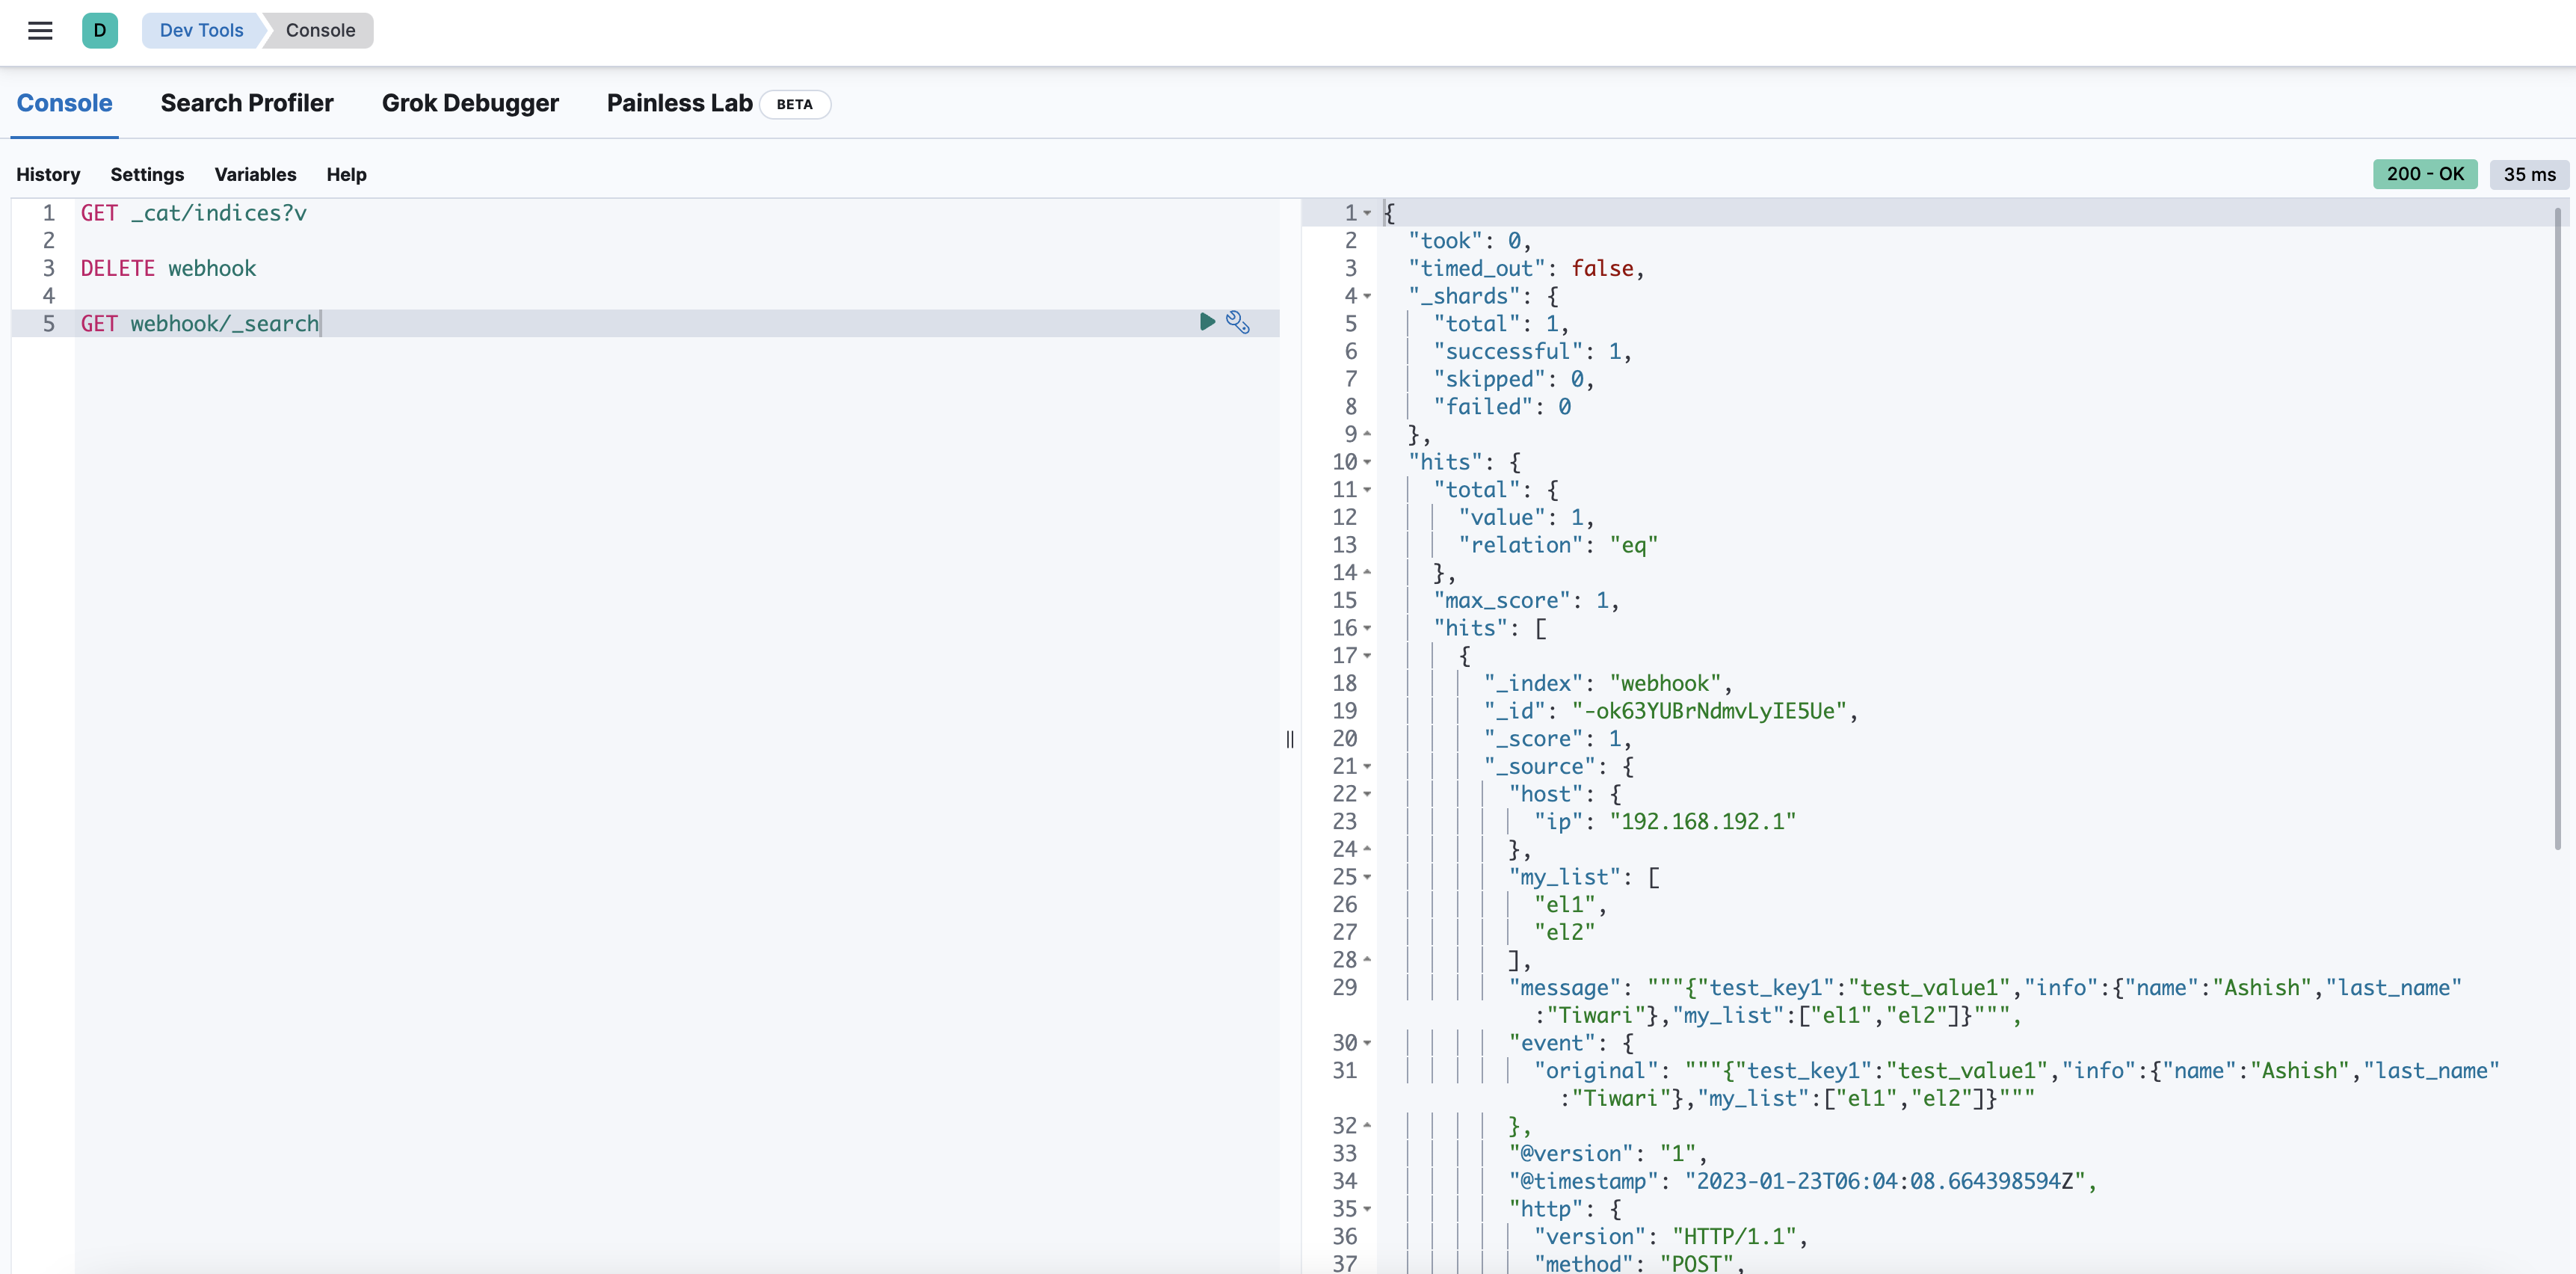 D Dev Tools Console
Console Search Profiler Grok Debugger Painless Lab BETA
History Settings Variables Help 200 - OK 35 ms
1 GET _cat/indices?v
2
3 DELETE webhook
4
5 GET webhook/_search
1 {
2 "took": 0,
3 "timed_out": false,
4 "_shards": {
5 "total": 1,
6 "successful": 1,
7 "skipped": 0,
8 "failed": 0
9 },
10 "hits": {
11 "total": {
12 "value": 1,
13 "relation": "eq"
14 },
15 "max_score": 1,
16 "hits": [
17 {
18 "_index": "webhook",
19 "_id": "-ok63YUBrNdmvLyIE5Ue",
20 "_score": 1,
21 "_source": {
22 "host": {
23 "ip": "192.168.192.1"
24 },
25 "my_list": [
26 "el1",
27 "el2"
28 ],
29 "message": """{"test_key1":"test_value1","info":{"name":"Ashish","last_name"
:"Tiwari"},"my_list":["el1","el2"]}""",
30 "event": {
31 "original": """{"test_key1":"test_value1","info":{"name":"Ashish","last_name"
:"Tiwari"},"my_list":["el1","el2"]}"""
32 },
33 "@version": "1",
34 "@timestamp": "2023-01-23T06:04:08.664398594Z",
35 "http": {
36 "version": "HTTP/1.1",
37 "method": "POST",